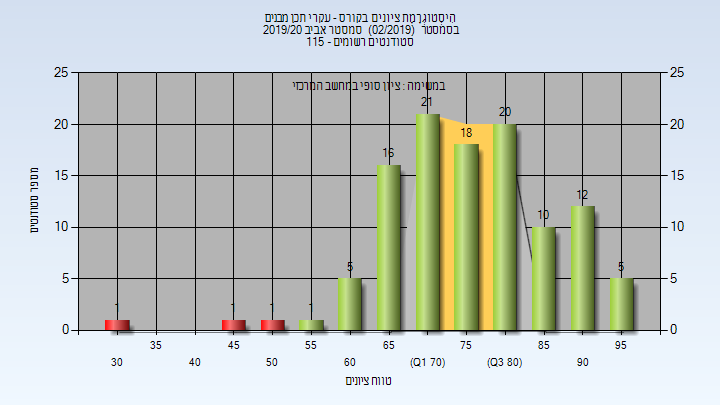 היסטוגרמת ציונים בקורס - עקרי תכן מבנים
בסמסטר (02/2019) סמסטר אביב 2019/20
סטודנטים רשומים - 115
במשימה : ציון סופי במחשב המרכזי
מספר סטודנטים
25 25
20 20
15 15
10 10
5 5
0 0
1 1 1 1 5 16 21 18 20 10 12 5
35 45 55 65 75 85 95
30 40 50 60 (Q1 70) (Q3 80) 90
טווח ציונים